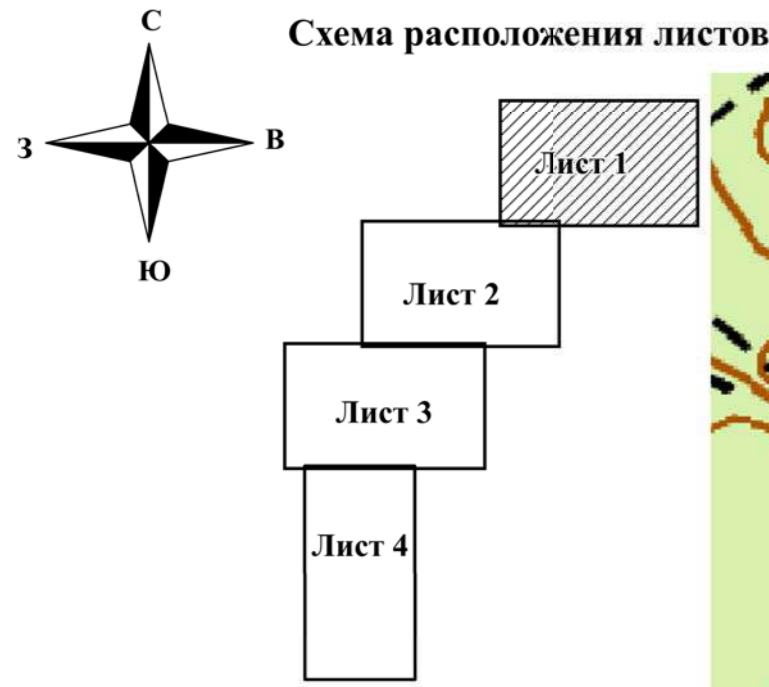 С
Схема расположения листов
З
В
Ю
Лист 1
Лист 2
Лист 3
Лист 4